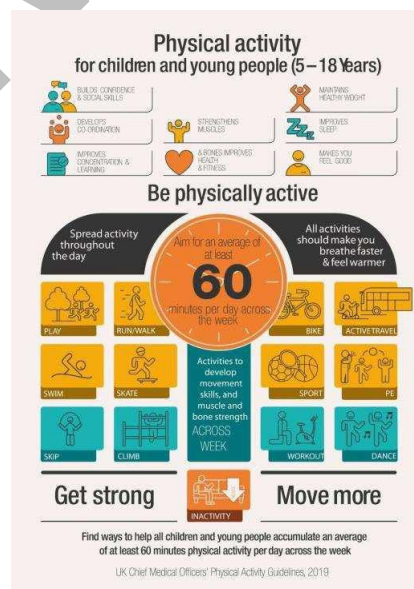 Physical activity
for children and young people (5–18 Years)
BUILDS CONFIDENCE
& SOCIAL SKILLS
MAINTAINS
HEALTHY WEIGHT
DEVELOPS
CO-ORDINATION
STRENGTHENS
MUSCLES
IMPROVES
SLEEP
IMPROVES
CONCENTRATION &
LEARNING
& BONES IMPROVES
HEALTH
& FITNESS
MAKES YOU
FEEL GOOD
Be physically active
Spread activity
throughout
the day
Aim for an average of
at least
60
minutes per day across
the week
All activities
should make you
breathe faster
& feel warmer
PLAY
RUN/WALK
BIKE
ACTIVE TRAVEL
SWIM
SKATE
Activities to
develop
movement
skills, and
muscle and
bone strength
ACROSS
WEEK
SPORT
PE
SKIP
CLIMB
WORKOUT
DANCE
Get strong
INACTIVITY
Move more
Find ways to help all children and young people accumulate an average
of at least 60 minutes physical activity per day across the week
UK Chief Medical Officers' Physical Activity Guidelines, 2019